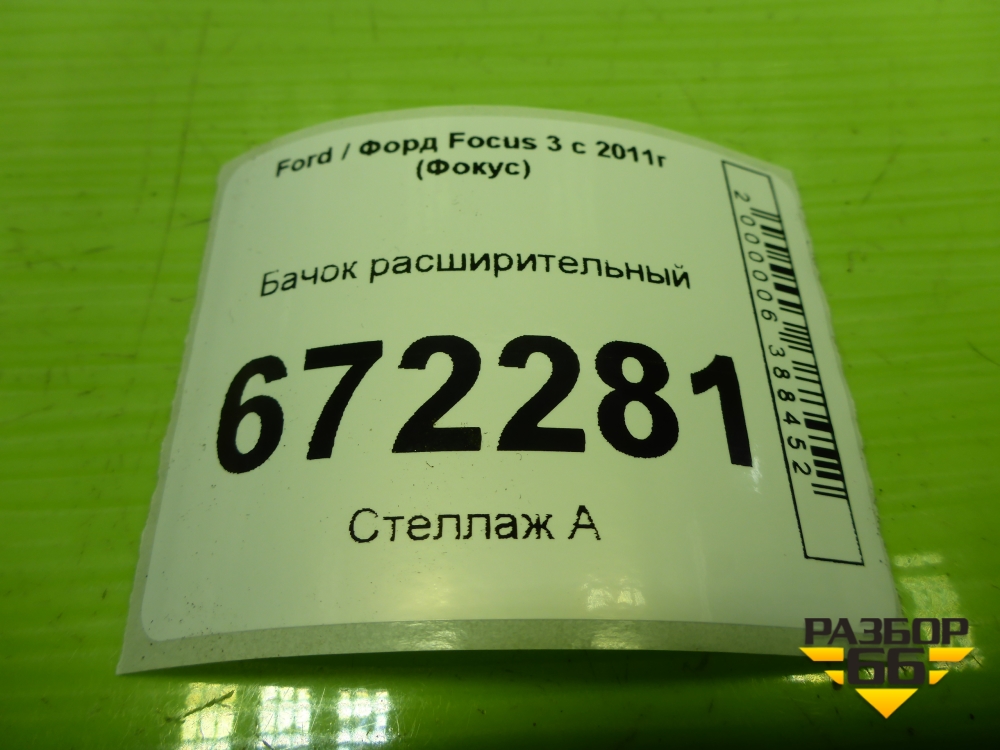 Ford / Форд Focus 3 с 2011г
(Фокус)
Бачок расширительный
672281
Стеллаж А
2000006388452
РАЗБОР
66